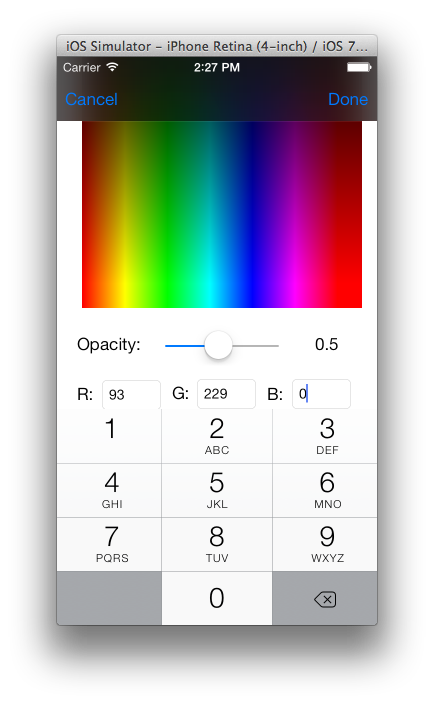 iOS Simulator – iPhone Retina (4-inch) / iOS 7...
Carrier 2:27 PM
Cancel Done
Opacity: 0.5
R: 93 G: 229 B: 0
1 2 3
ABC DEF
4 5 6
GHI JKL MNO
7 8 9
PQRS TUV WXYZ
0